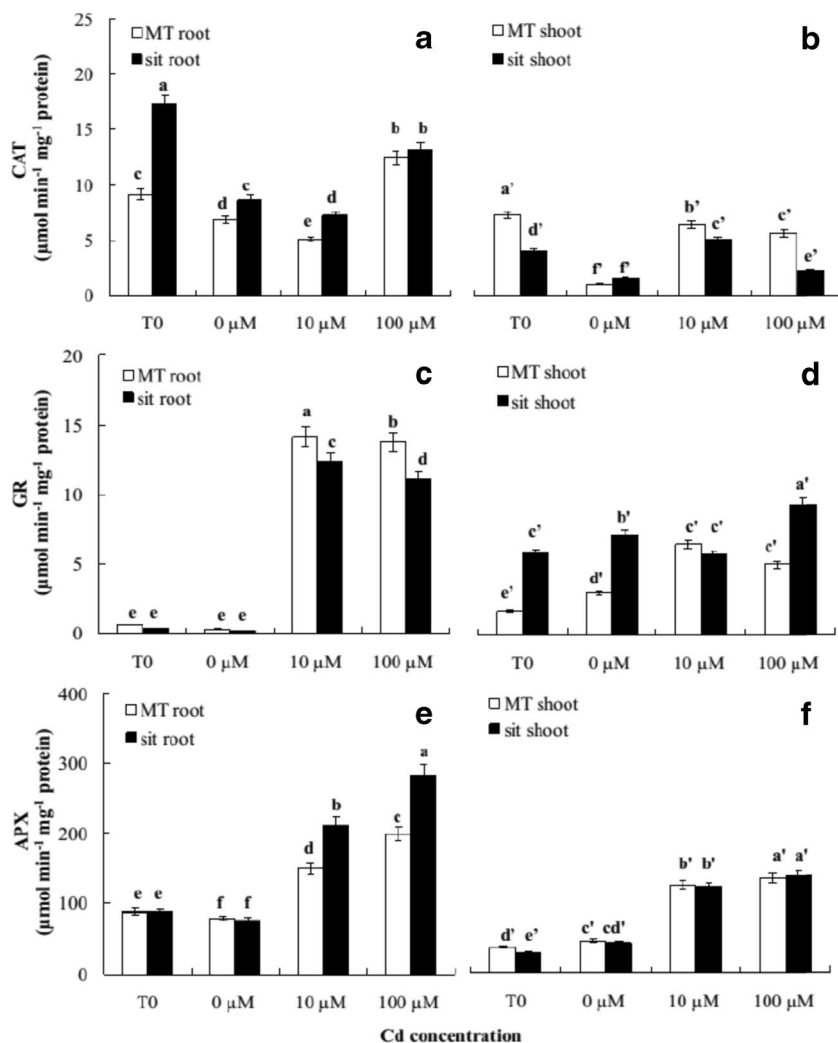 MT root
sit root
a
MT shoot
sit shoot
b
CAT
(µmol min⁻¹ mg⁻¹ protein)
25
20
15
10
5
0
c a d c e d b b
a’ d’ f’ f’ b’ c’ c’ e’
T0 0 µM 10 µM 100 µM
T0 0 µM 10 µM 100 µM
MT root
sit root
c
MT shoot
sit shoot
d
GR
(µmol min⁻¹ mg⁻¹ protein)
20
15
10
5
0
e e e e a c b d
e’ c’ d' b' c’ c’ c' a'
T0 0 µM 10 µM 100 µM
T0 0 µM 10 µM 100 µM
MT root
sit root
e
MT shoot
sit shoot
f
APX
(µmol min⁻¹ mg⁻¹ protein)
400
300
200
100
0
e e f f d b c a
d’ e’ c' cd' b' b' a' a'
T0 0 µM 10 µM 100 µM
T0 0 µM 10 µM 100 µM
Cd concentration